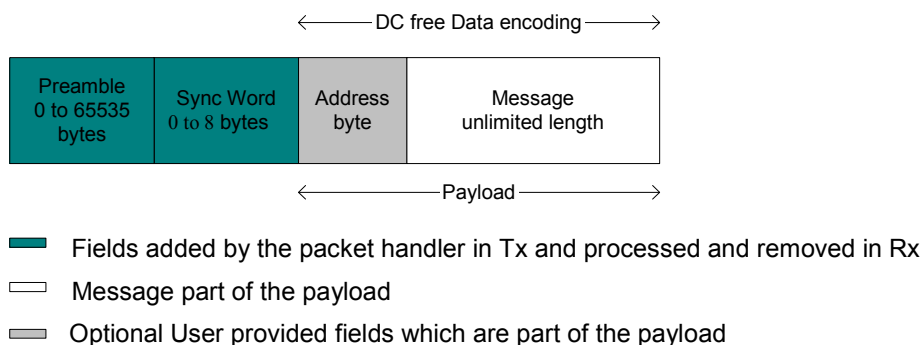 DC free Data encoding
Preamble
0 to 65535
bytes
Sync Word
0 to 8 bytes
Address
byte
Message
unlimited length
Payload
Fields added by the packet handler in Tx and processed and removed in Rx
Message part of the payload
Optional User provided fields which are part of the payload